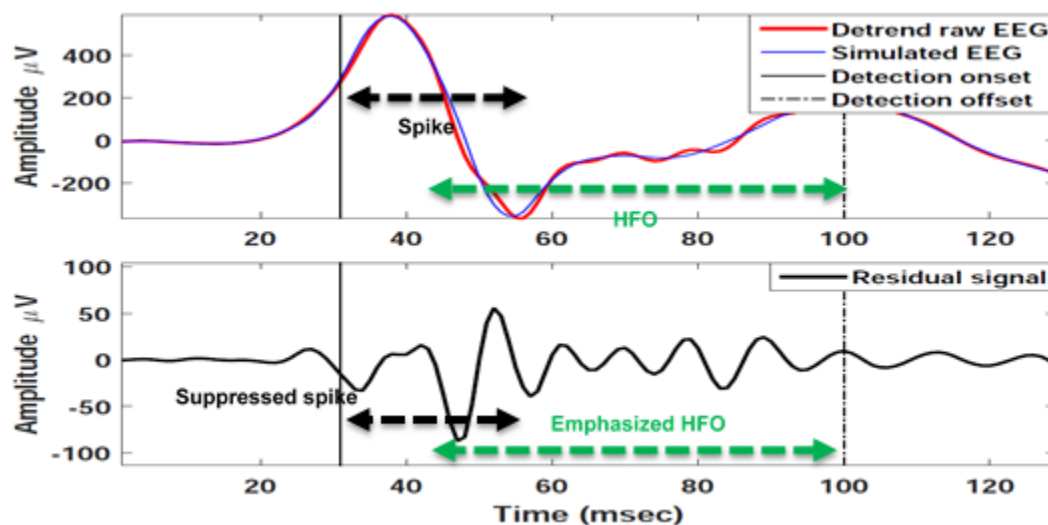 Amplitude μV
400
200
0
-200
Detrend raw EEG
Simulated EEG
Detection onset
Detection offset
Spike
HFO
20
40
60
80
100
120
Amplitude μV
100
50
0
-50
-100
Residual signal
Suppressed spike
Emphasized HFO
20
40
60
80
100
120
Time (msec)